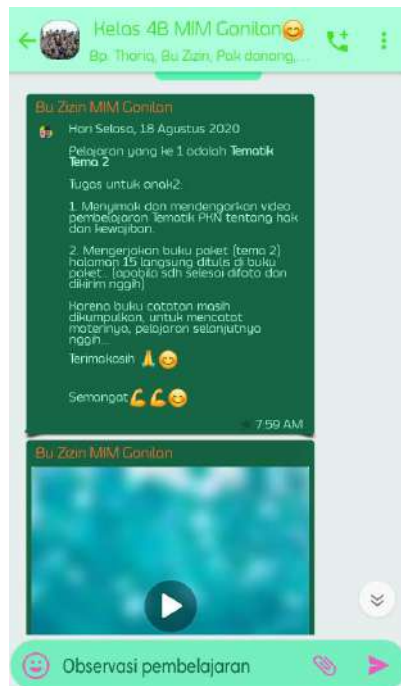 Kelas 4B MIM Gonilan😊
Bp. Thoriq, Bu Zizin, Pak danang,...
Bu Zizin MIM Gonilan
Hari Selasa, 18 Agustus 2020
Pelajaran yang ke 1 adalah Tematik
Tema 2
Tugas untuk anak2.
1. Menyimak dan mendengarkan video
pembelajaran Tematik PKN tentang hak
dan kewajiban.
2. Mengerjakan buku paket (tema 2)
halaman 15 langsung ditulis di buku
paket.. (apabila sdh selesai difoto dan
dikirim nggih)
Karena buku catatan masih
dikumpulkan, untuk mencatat
materinya, pelajaran selanjutnya
nggih...
Terimakasih 🙏😊
Semangat💪💪😊
7:59 AM
Bu Zizin MIM Gonilan
Observasi pembelajaran